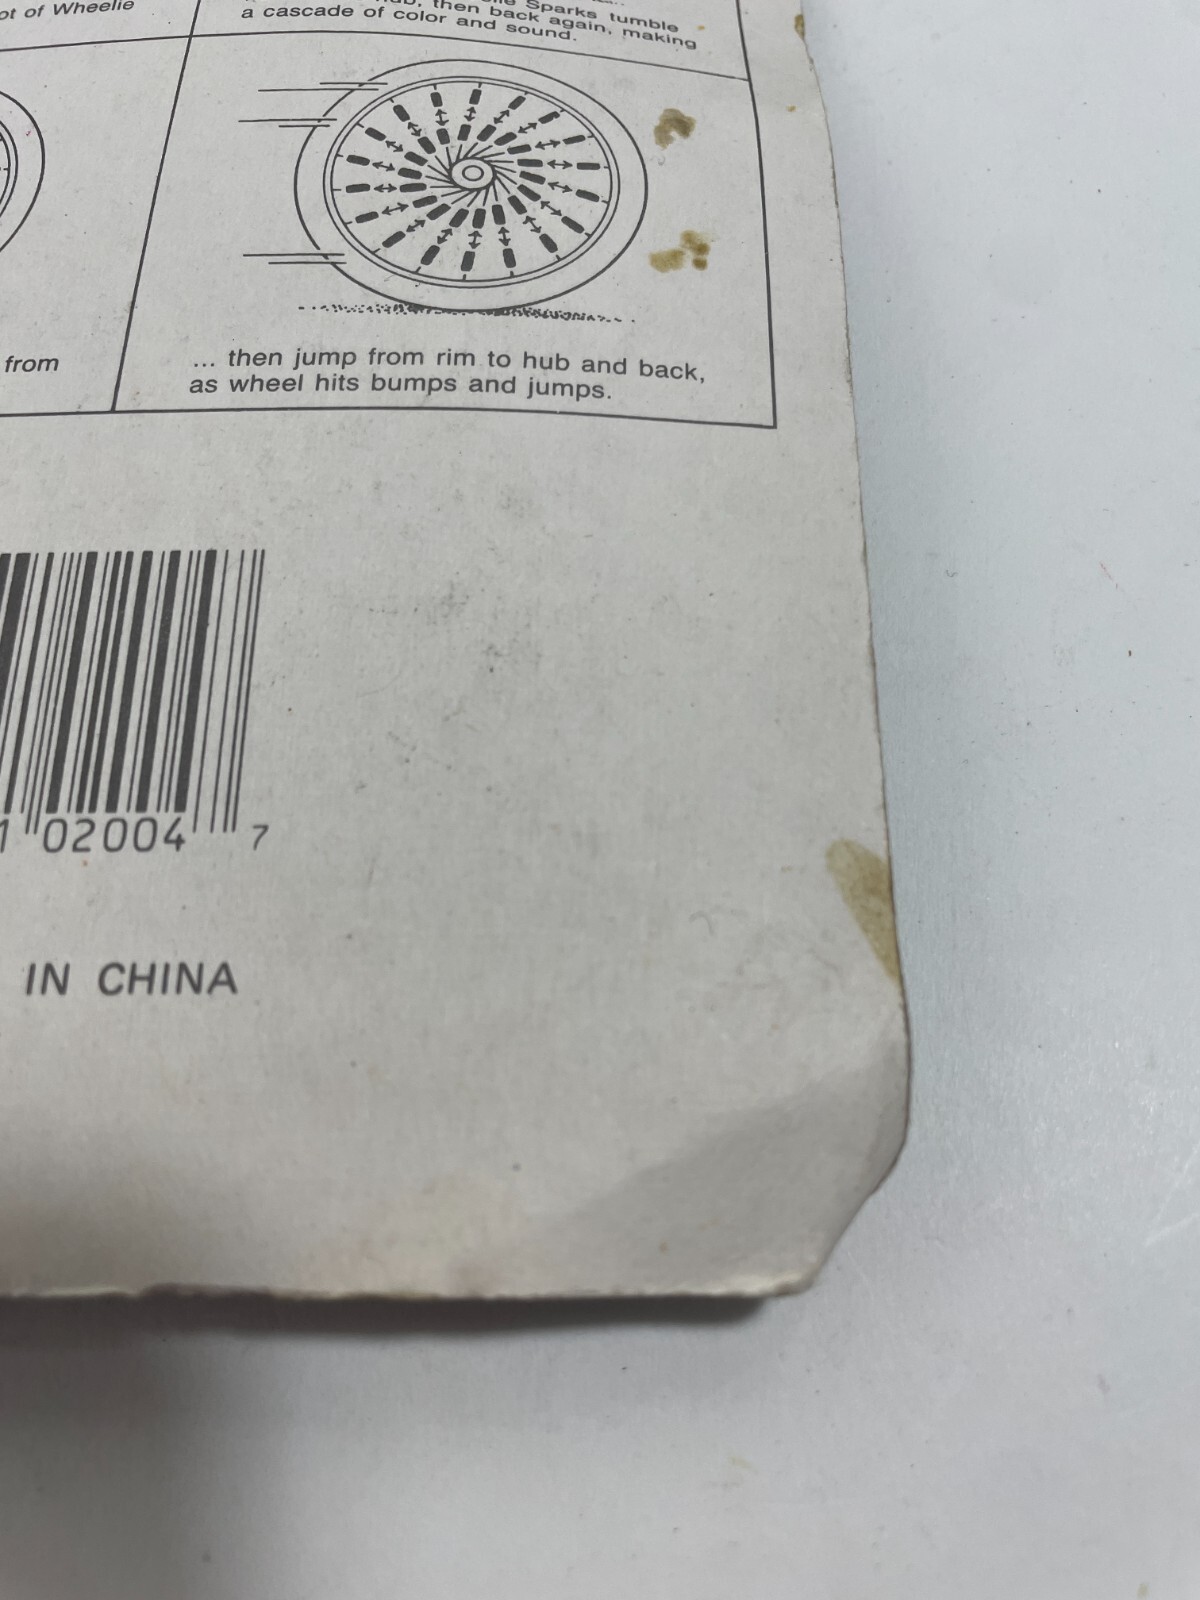 ot of Wheelie
Sparks tumble
then back again, making
a cascade of color and sound.
from
... then jump from rim to hub and back,
as wheel hits bumps and jumps.
1 02004 7
IN CHINA